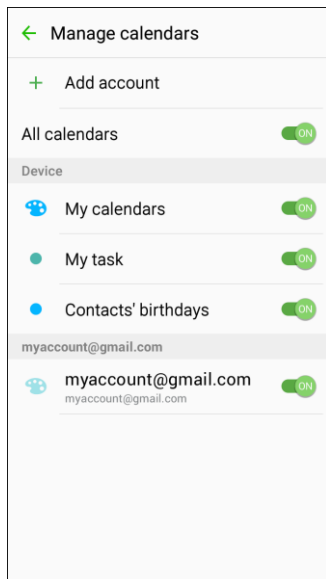 Manage calendars
Add account
All calendars
ON
Device
My calendars
ON
My task
ON
Contacts' birthdays
ON
myaccount@gmail.com
myaccount@gmail.com
ON
myaccount@gmail.com